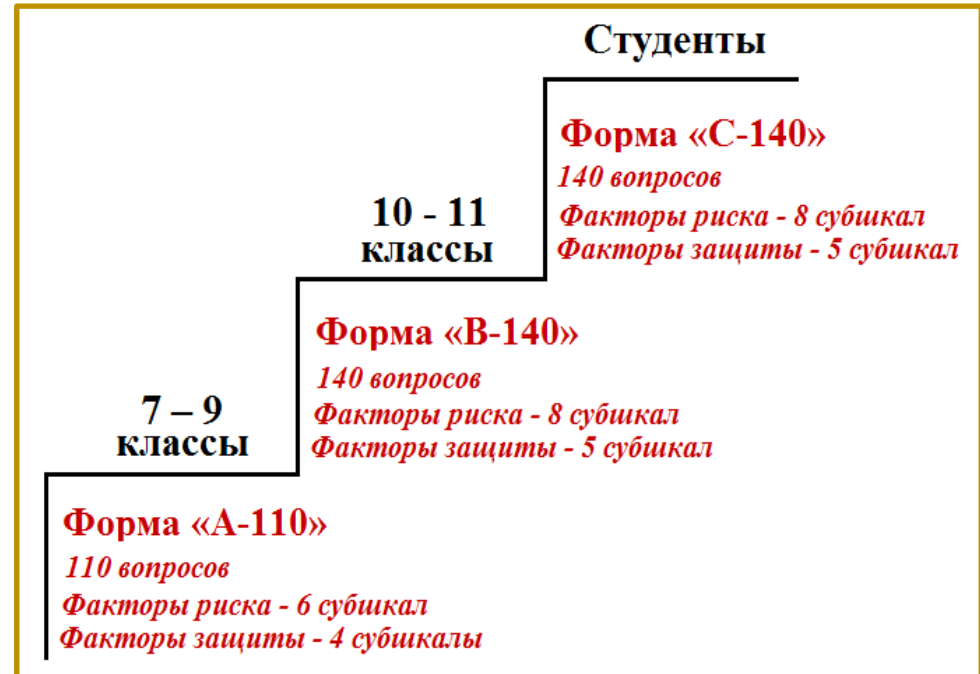 Студенты
Форма «С-140»
140 вопросов
Факторы риска - 8 субшкал
Факторы защиты - 5 субшкал
10 - 11
классы
Форма «В-140»
140 вопросов
Факторы риска - 8 субшкал
Факторы защиты - 5 субшкал
7 – 9
классы
Форма «А-110»
110 вопросов
Факторы риска - 6 субшкал
Факторы защиты - 4 субшкалы